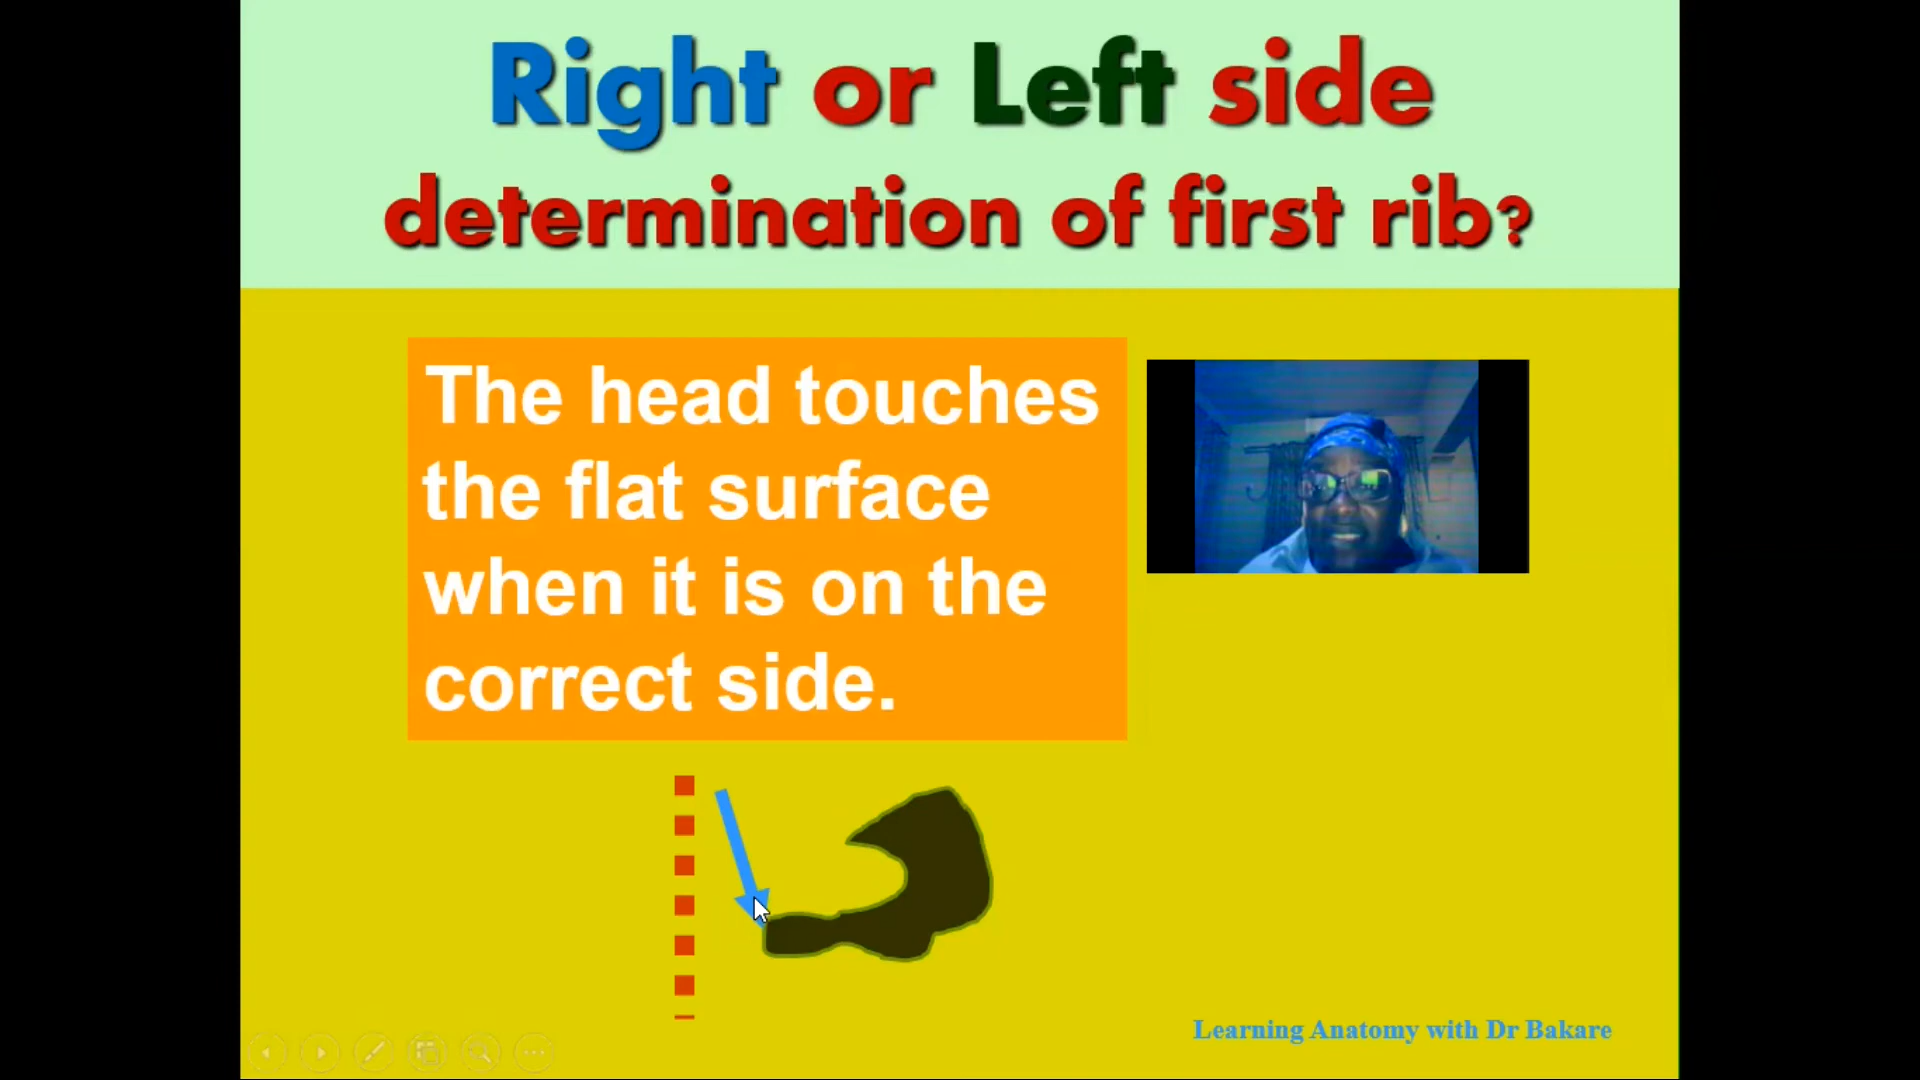 Right or Left side
determination of first rib?
The head touches
the flat surface
when it is on the
correct side.
Learning Anatomy with Dr Bakare